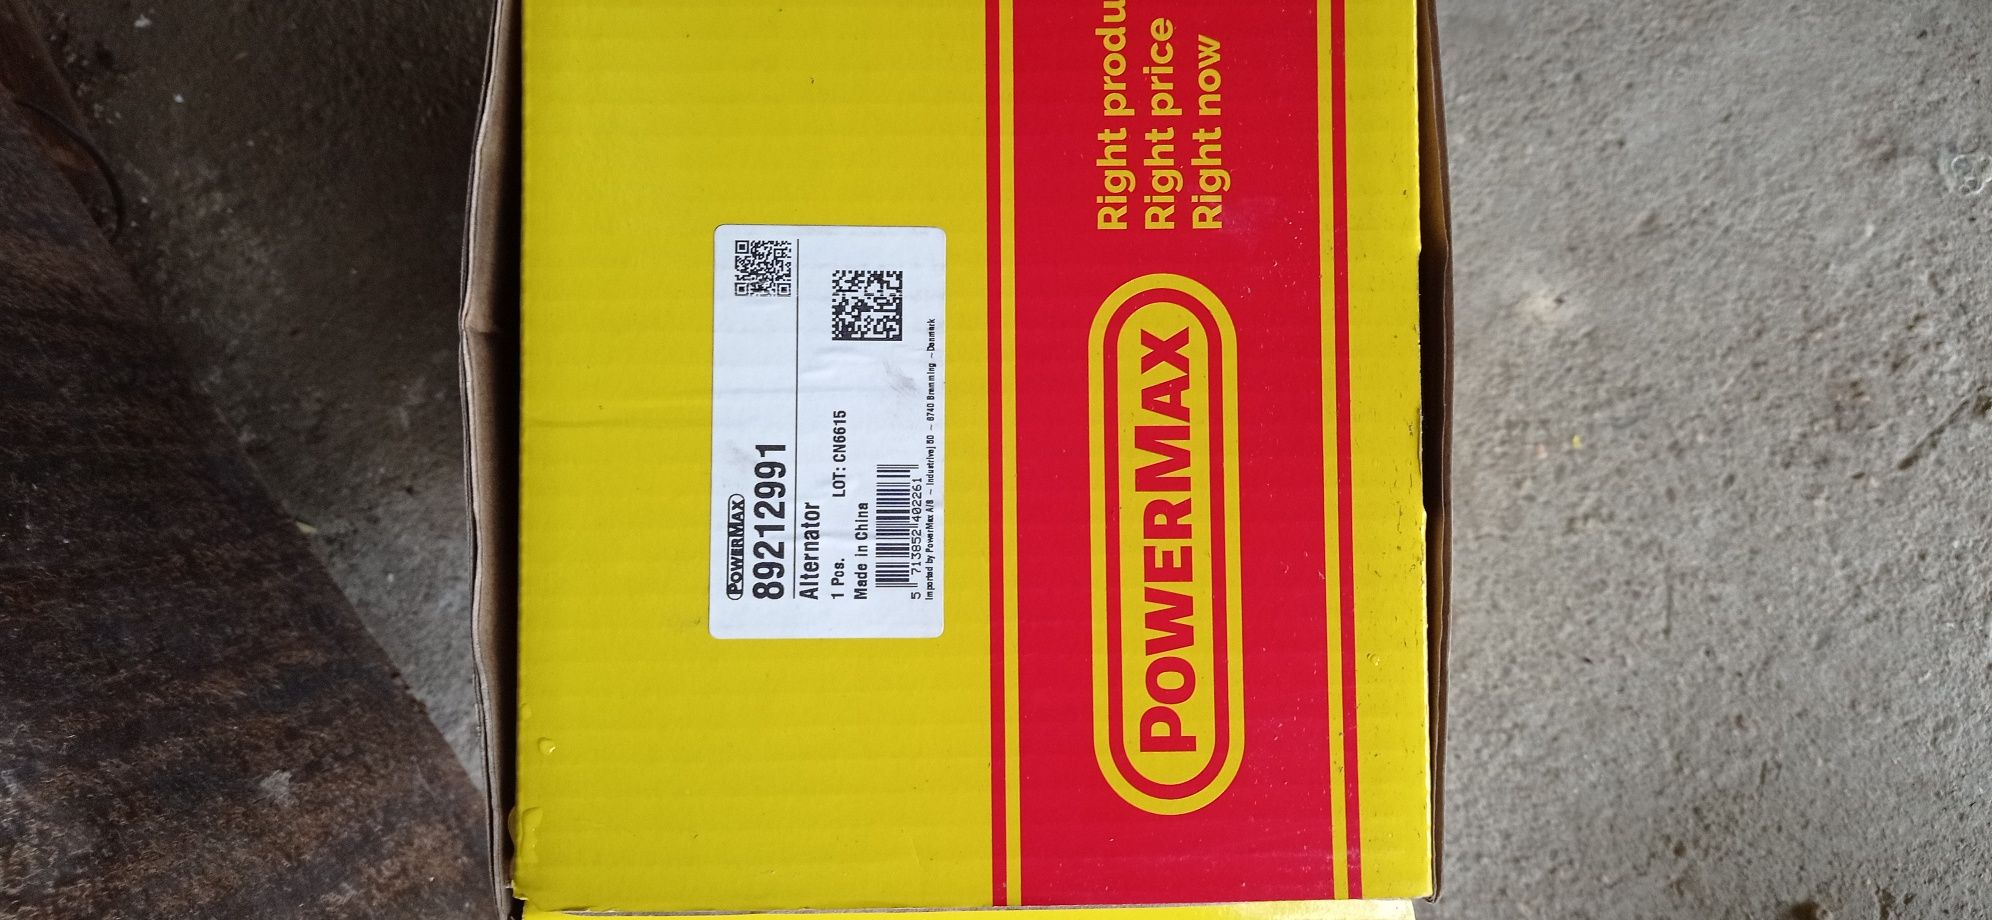 POWERMAX
89212991
Alternator
1 Pcs.
LOT: CN6615
Made in China
5 713852 402261
Imported by PowerMax A/S ~ Industrivej 50 ~ 6740 Bramming ~Danmark
Right produ
Right price
Right now
POWERMAX